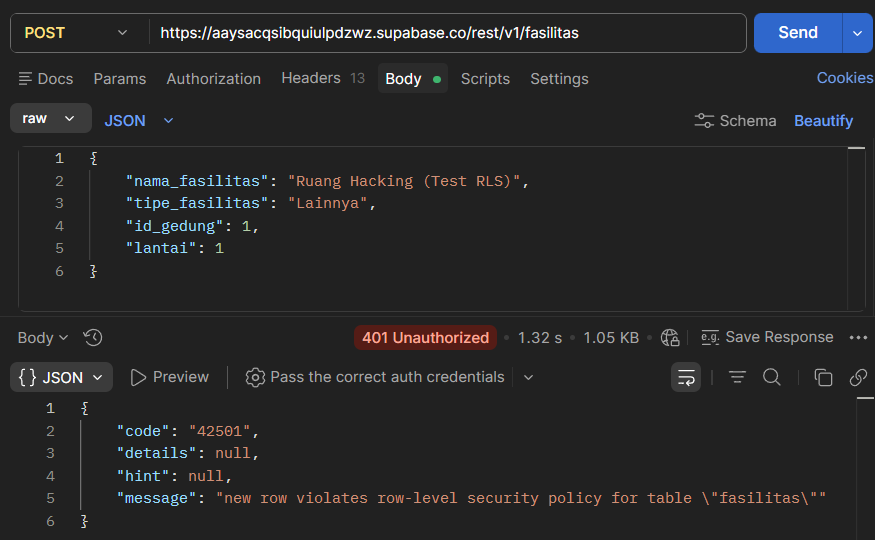 POST https://aaysacqsibquiulpdzwz.supabase.co/rest/v1/fasilitas Send
Docs Params Authorization Headers 13 Body Scripts Settings Cookies
raw JSON Schema Beautify
1 {
2 "nama_fasilitas": "Ruang Hacking (Test RLS)",
3 "tipe_fasilitas": "Lainnya",
4 "id_gedung": 1,
5 "lantai": 1
6 }
Body 401 Unauthorized • 1.32 s • 1.05 KB • e.g. Save Response
{ } JSON Preview Pass the correct auth credentials
1 {
2 "code": "42501",
3 "details": null,
4 "hint": null,
5 "message": "new row violates row-level security policy for table \"fasilitas\""
6 }